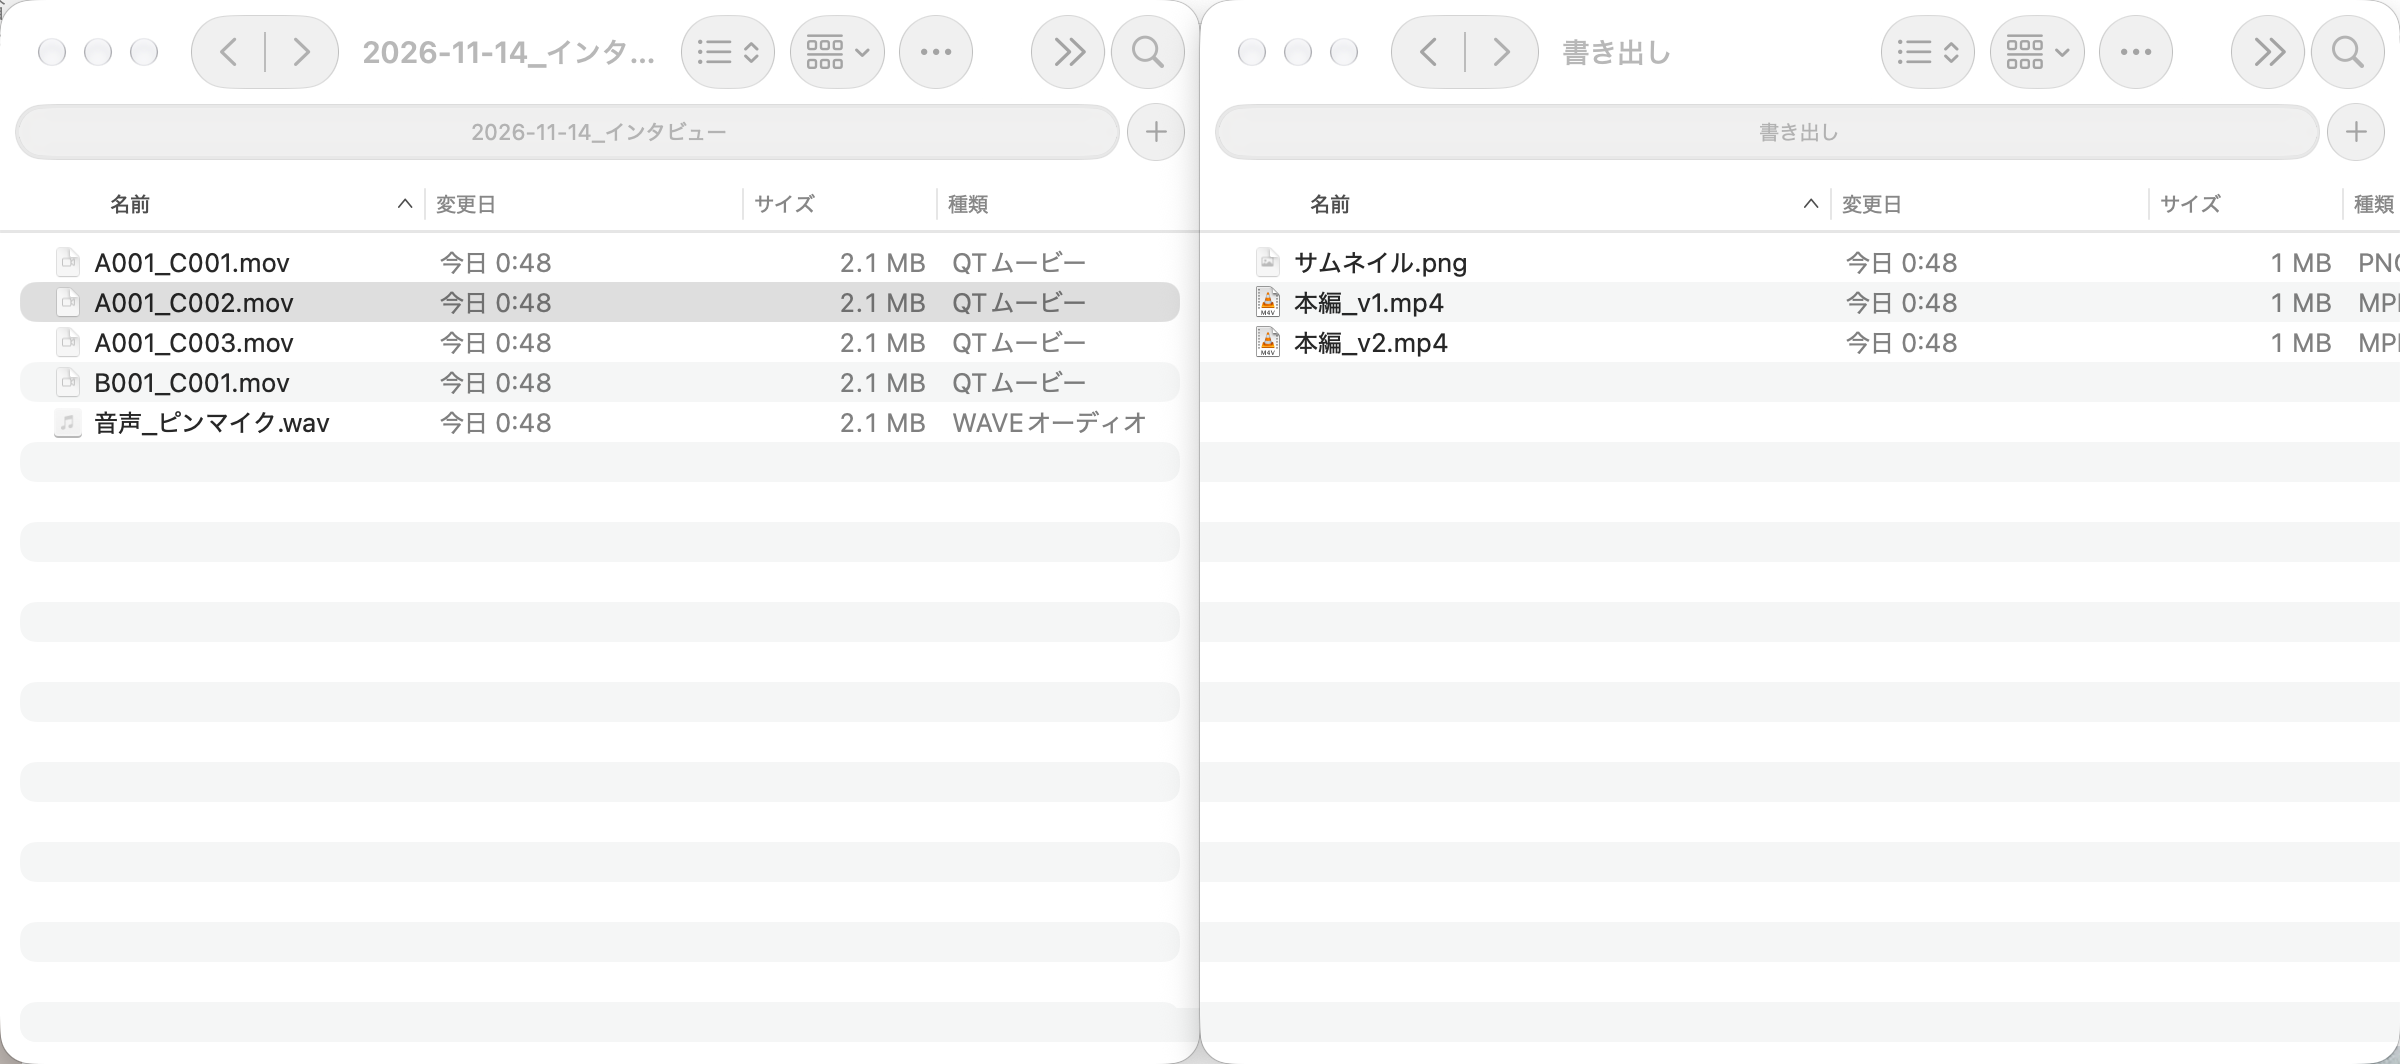 2026-11-14_インタ...
2026-11-14_インタビュー
名前 変更日 サイズ 種類
A001_C001.mov 今日 0:48 2.1 MB QTムービー
A001_C002.mov 今日 0:48 2.1 MB QTムービー
A001_C003.mov 今日 0:48 2.1 MB QTムービー
B001_C001.mov 今日 0:48 2.1 MB QTムービー
音声_ピンマイク.wav 今日 0:48 2.1 MB WAVEオーディオ
書き出し
書き出し
名前 変更日 サイズ 種類
サムネイル.png 今日 0:48 1 MB
本編_v1.mp4 今日 0:48 1 MB
本編_v2.mp4 今日 0:48 1 MB